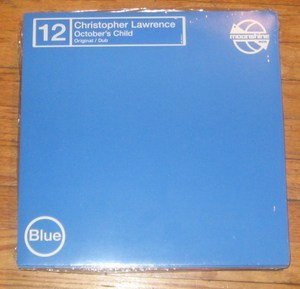 12
Christopher Lawrence
October's Child
Original / Dub
moonshine
Blue